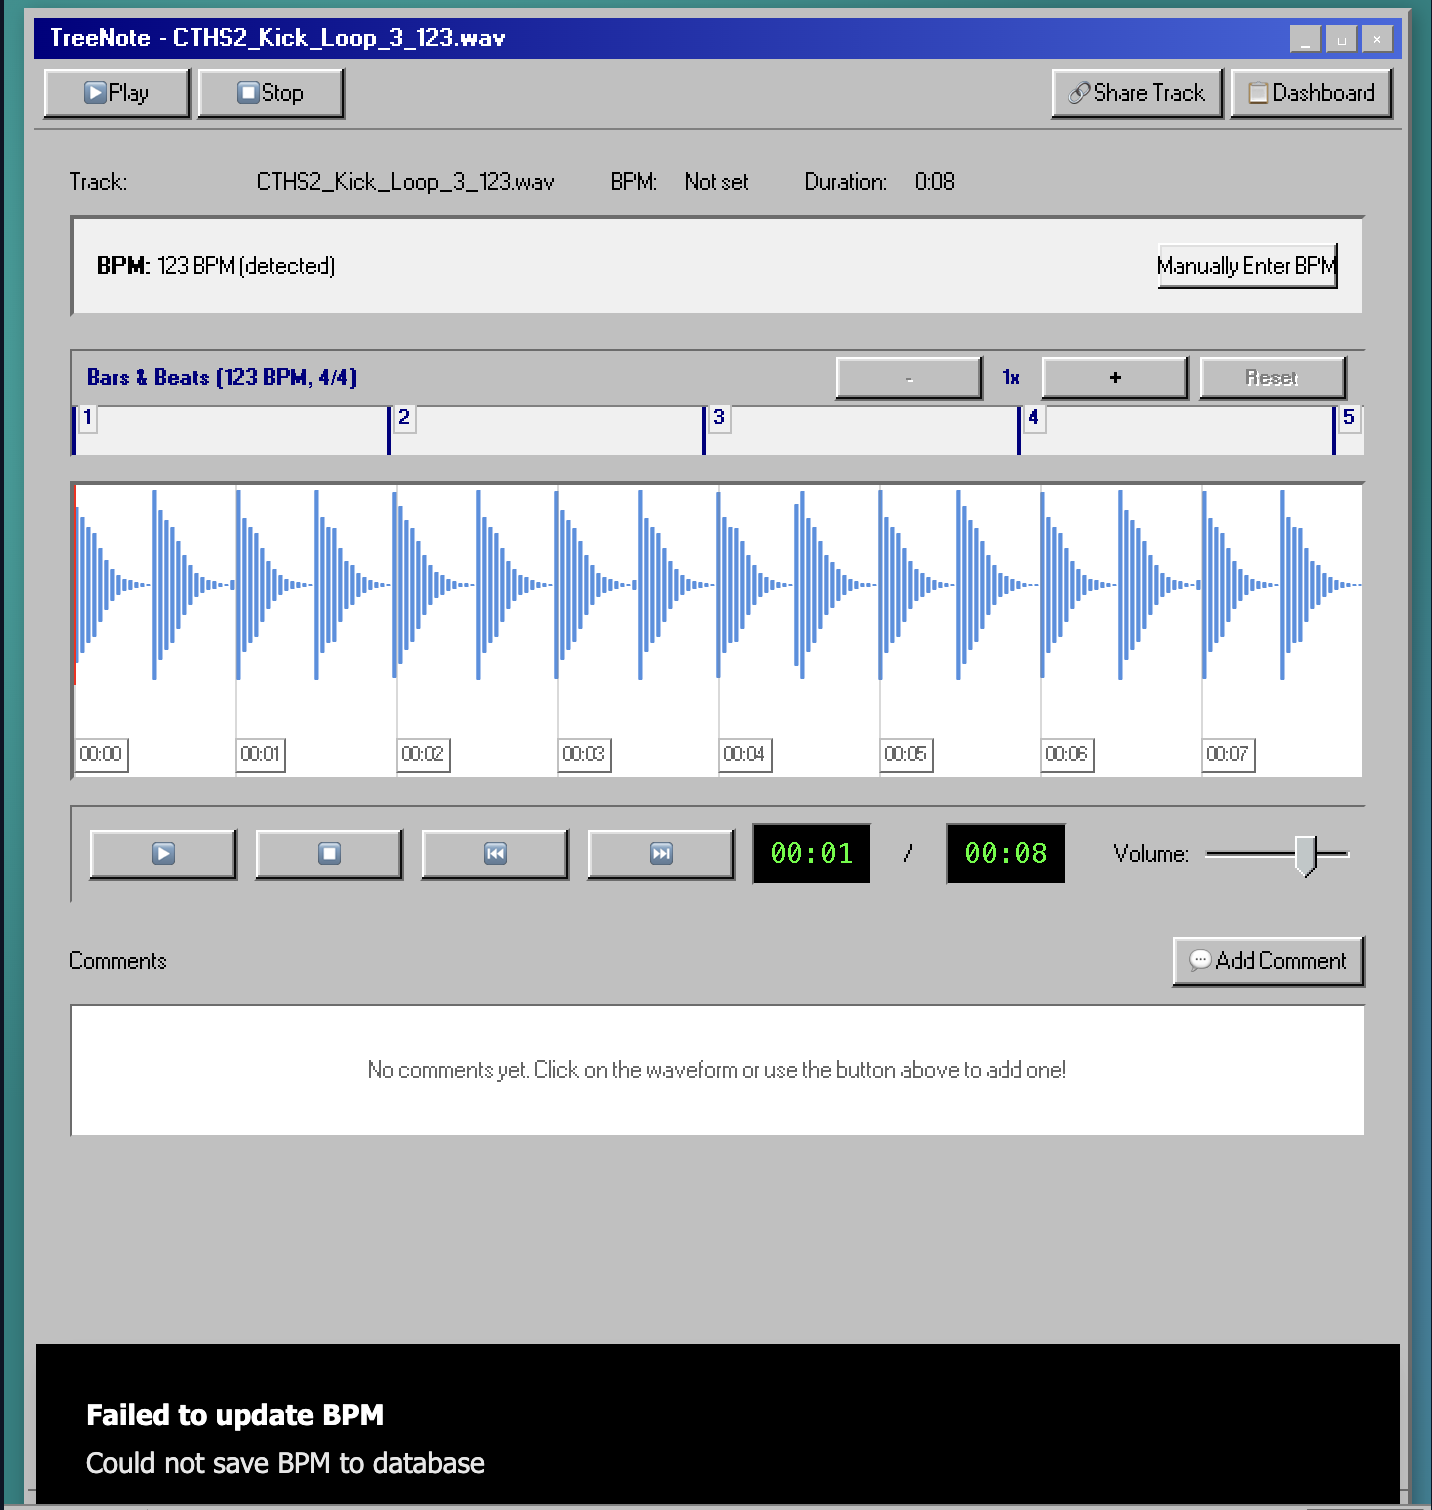 TreeNote - CTHS2_Kick_Loop_3_123.wav
Play Stop Share Track Dashboard
Track: CTHS2_Kick_Loop_3_123.wav BPM: Not set Duration: 0:08
BPM: 123 BPM (detected) Manually Enter BPM
Bars & Beats (123 BPM, 4/4) - 1x + Reset
1 2 3 4 5
00:00 00:01 00:02 00:03 00:04 00:05 00:06 00:07
00:01 / 00:08 Volume:
Comments Add Comment
No comments yet. Click on the waveform or use the button above to add one!
Failed to update BPM
Could not save BPM to database